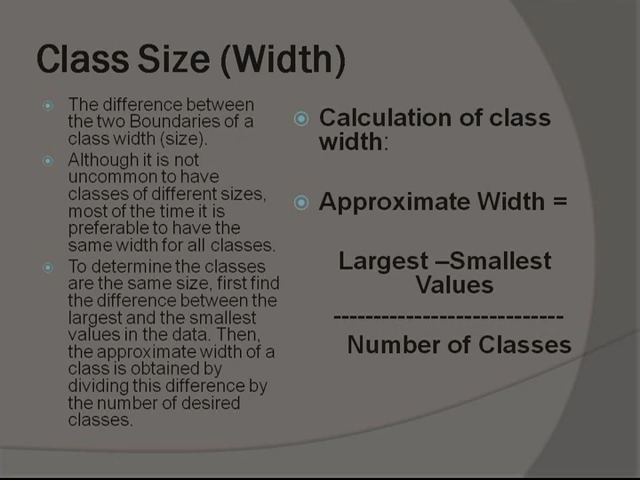 Class Size (Width)
The difference between
the two Boundaries of a
class width (size).
Although it is not
uncommon to have
classes of different sizes,
most of the time it is
preferable to have the
same width for all classes.
To determine the classes
are the same size, first find
the difference between the
largest and the smallest
values in the data. Then,
the approximate width of a
class is obtained by
dividing this difference by
the number of desired
classes.
Calculation of class
width:
Approximate Width =
Largest –Smallest
Values
----------------------------
Number of Classes